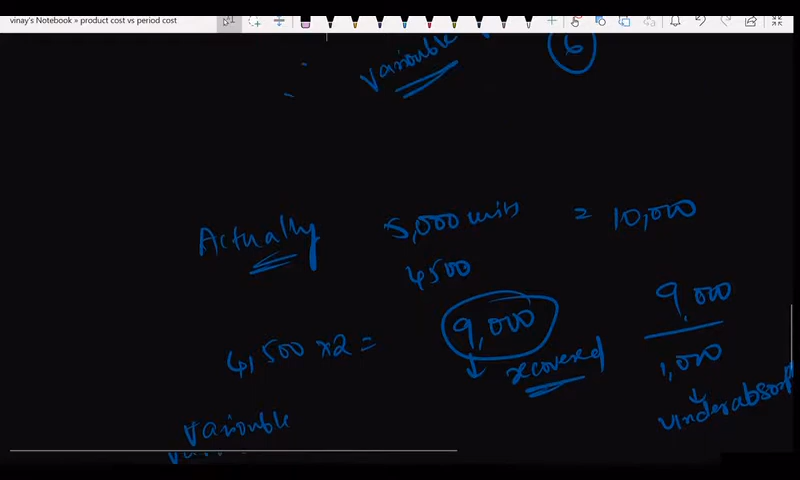 vinay's Notebook » product cost vs period cost
variable
6
Actually 5,000 units = 10,000
4500
9,000
4,500 x2 = 9,000
1,000
recovered
underabsorp
variable